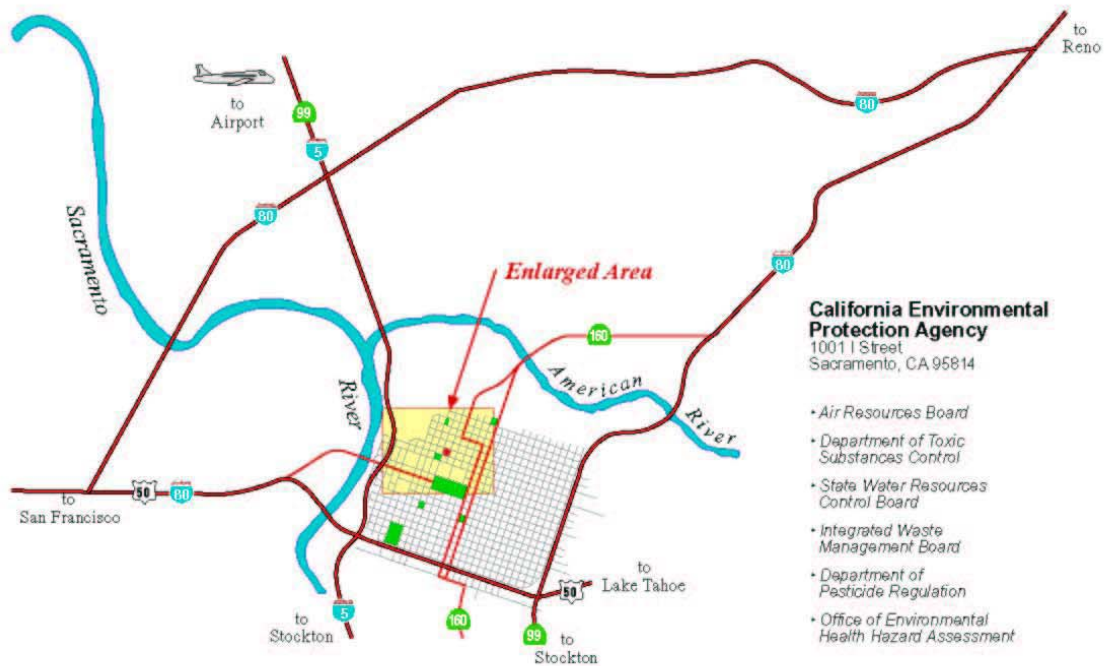 to
Reno
80
to
Airport
99
5
80
Sacramento
80
Enlarged Area
160
American
River
River
California Environmental
Protection Agency
1001 I Street
Sacramento, CA 95814
• Air Resources Board
• Department of Toxic
Substances Control
• State Water Resources
Control Board
• Integrated Waste
Management Board
• Department of
Pesticide Regulation
• Office of Environmental
Health Hazard Assessment
to
San Francisco
50
80
to
Lake Tahoe
50
to
Stockton
5
160
99
to
Stockton